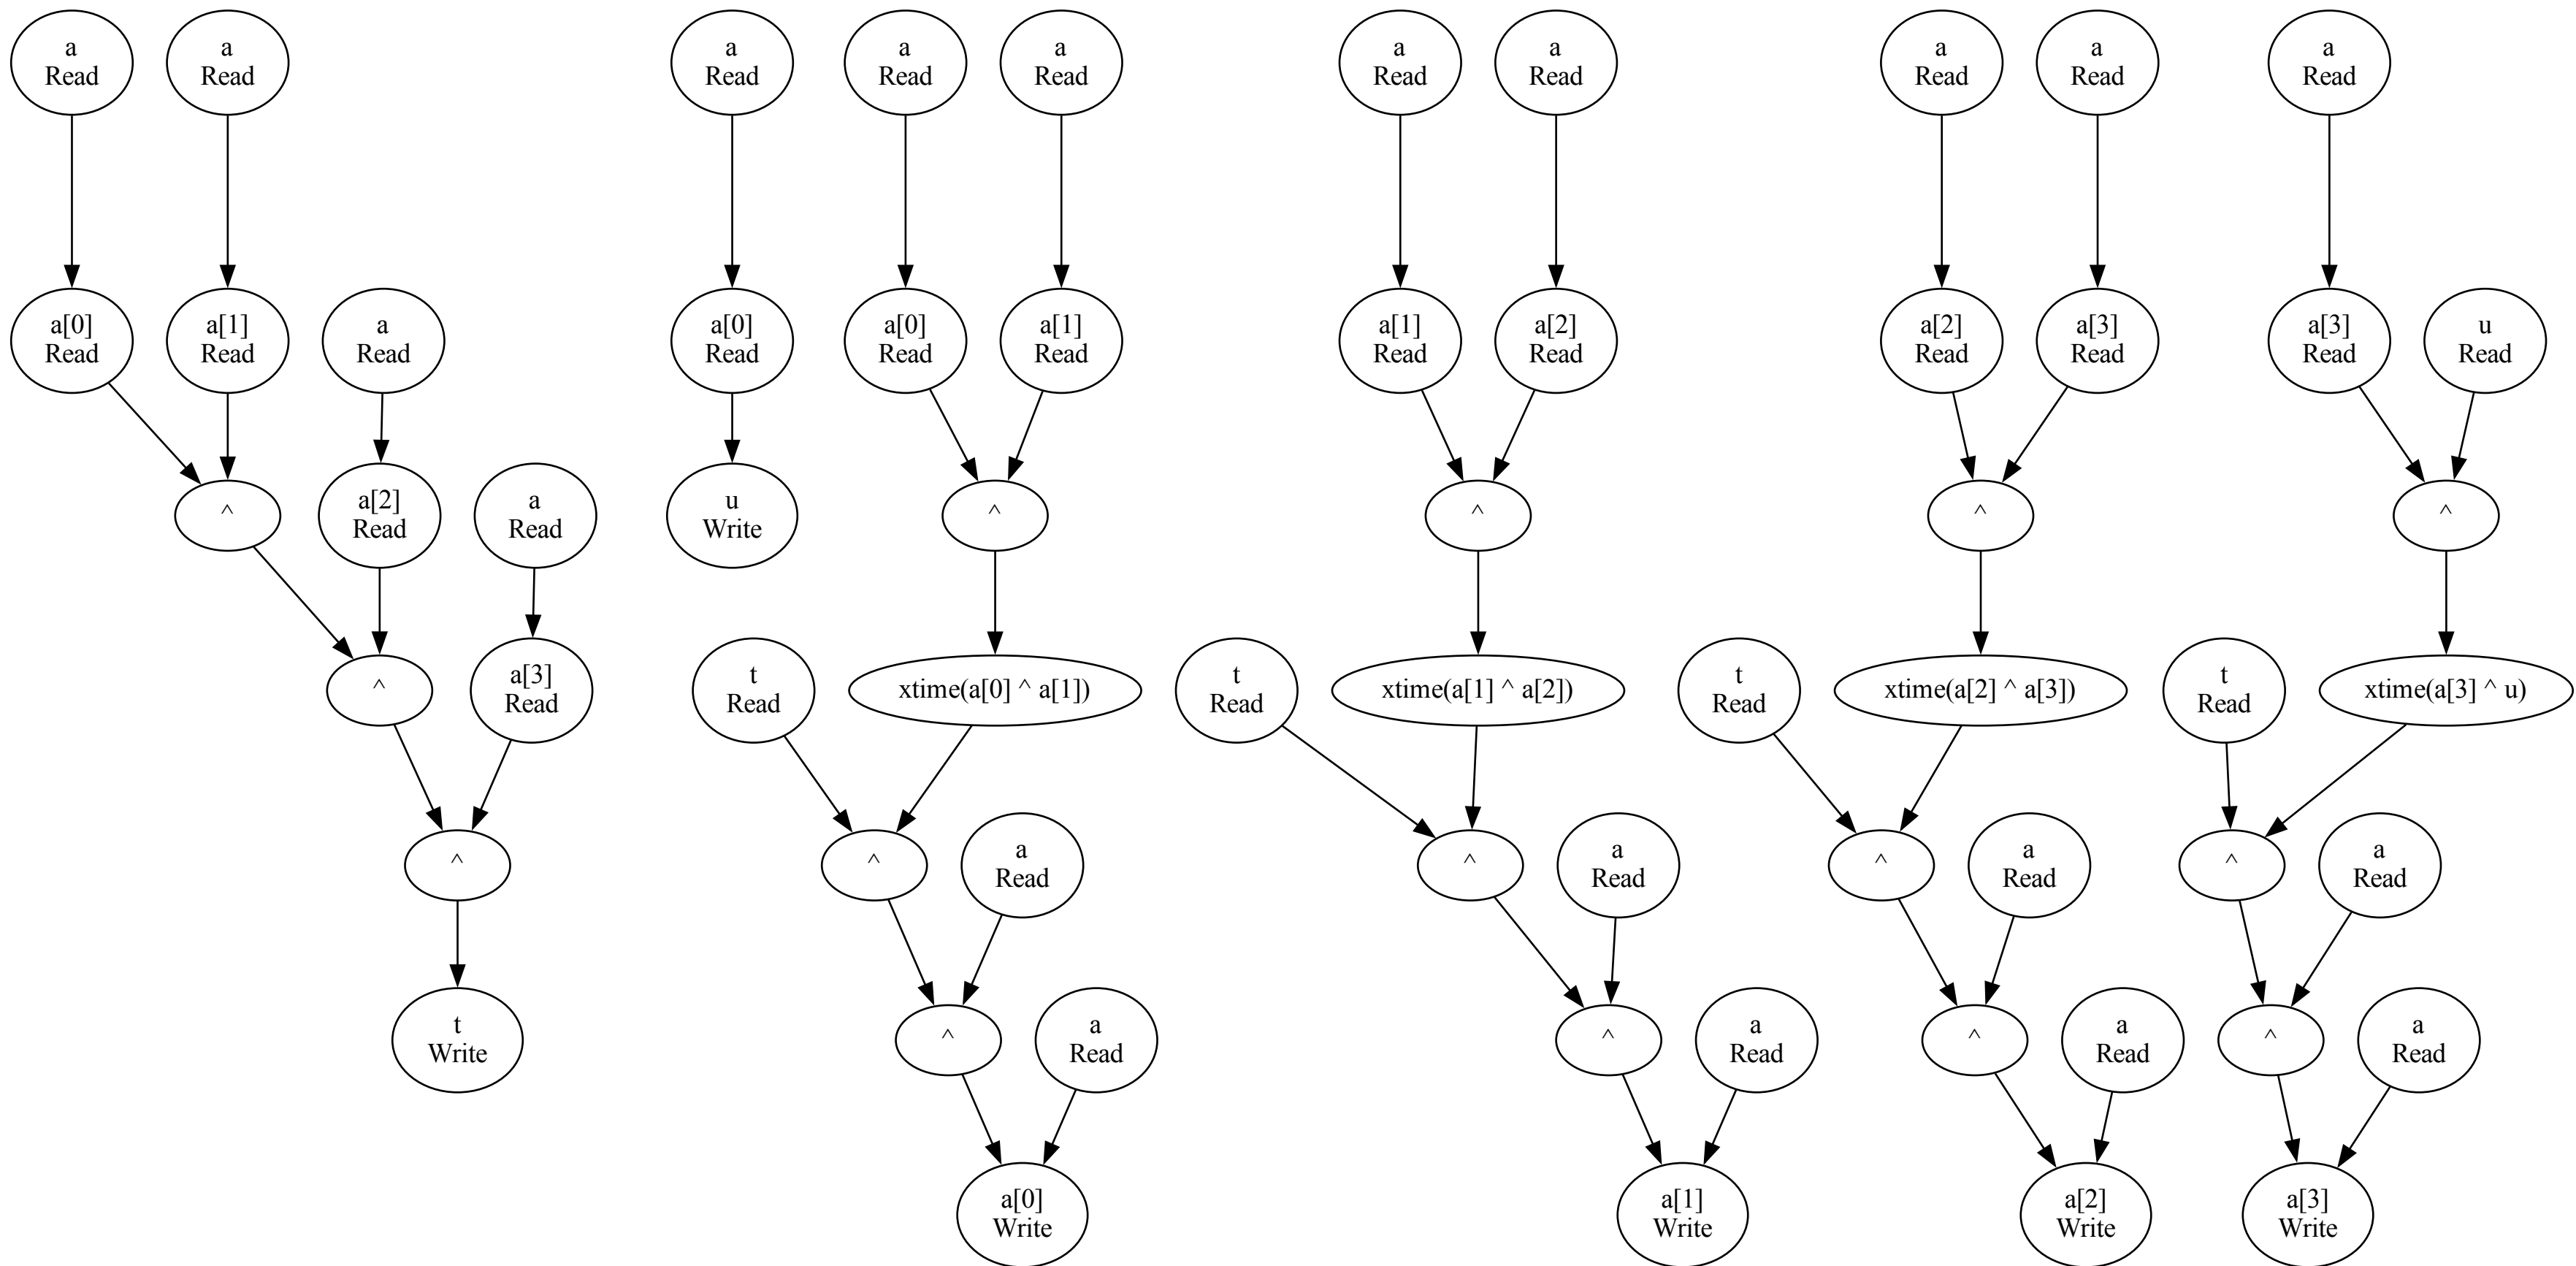 a
Read
a
Read
a
Read
a
Read
a
Read
a
Read
a
Read
a
Read
a
Read
a
Read
a[0]
Read
a[1]
Read
a
Read
a[0]
Read
a[0]
Read
a[1]
Read
a[1]
Read
a[2]
Read
a[2]
Read
a[3]
Read
a[3]
Read
u
Read
^
a[2]
Read
a
Read
u
Write
^
^
^
^
^
a[3]
Read
t
Read
xtime(a[0] ^ a[1])
t
Read
xtime(a[1] ^ a[2])
t
Read
xtime(a[2] ^ a[3])
t
Read
xtime(a[3] ^ u)
^
^
a
Read
^
a
Read
^
a
Read
^
a
Read
t
Write
^
a
Read
^
a
Read
^
a
Read
^
a
Read
a[0]
Write
a[1]
Write
a[2]
Write
a[3]
Write